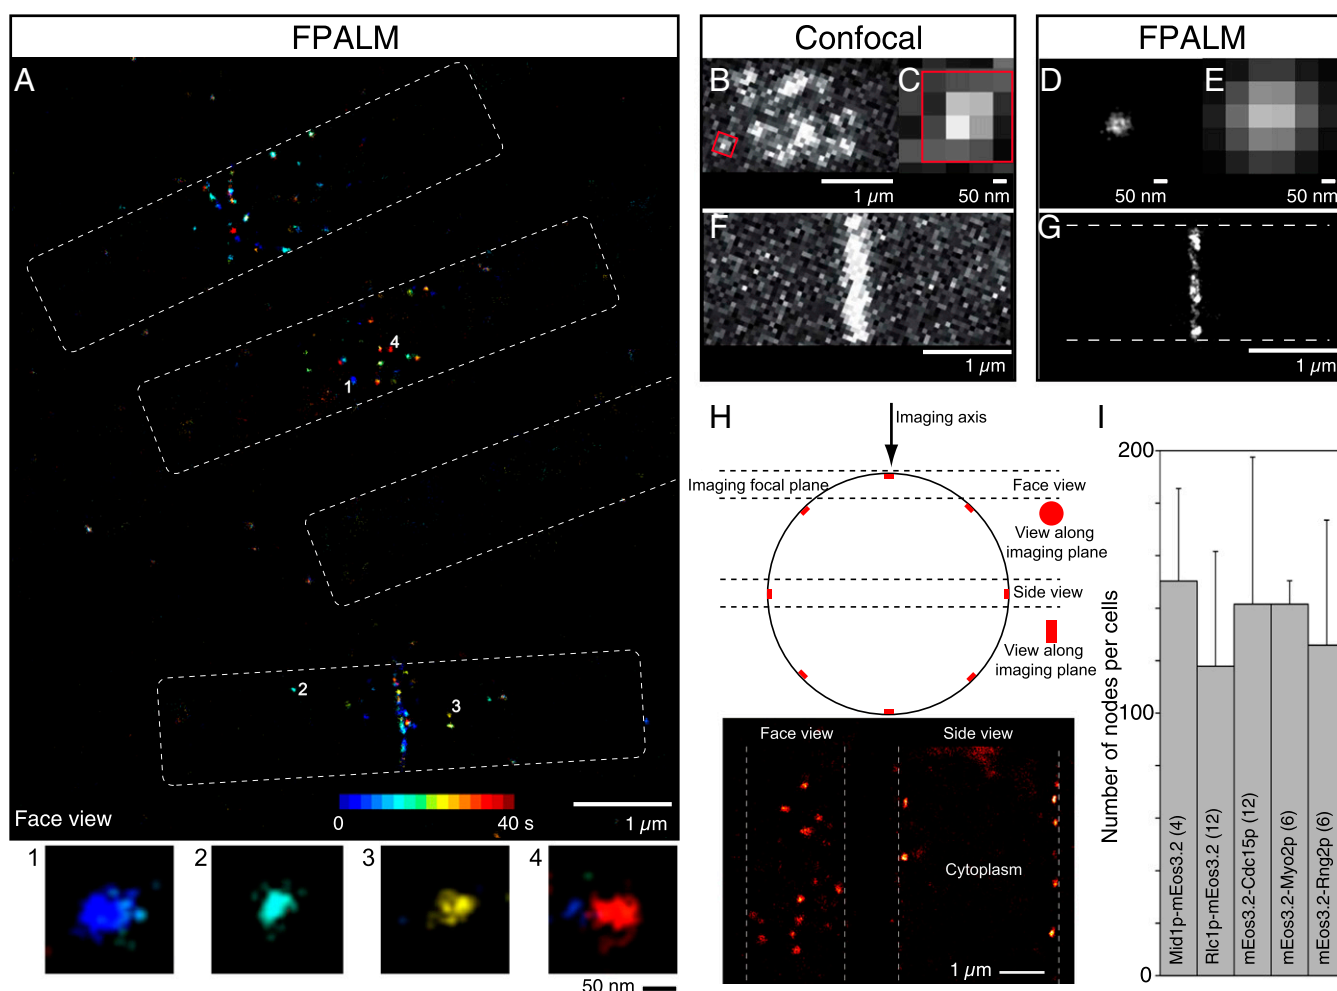 FPALM
A
4
1
2
3
0
40 s
1 μm
Face view
1
2
3
4
50 nm
Confocal
B
C
1 μm
50 nm
F
1 μm
FPALM
D
E
50 nm
50 nm
G
1 μm
H
Imaging axis
Imaging focal plane
Face view
View along
imaging plane
Side view
View along
imaging plane
Face view
Side view
Cytoplasm
1 μm
I
200
100
0
Number of nodes per cells
Mid1p-mEos3.2 (4)
Rlc1p-mEos3.2 (12)
mEos3.2-Cdc15p (12)
mEos3.2-Myo2p (6)
mEos3.2-Rng2p (6)